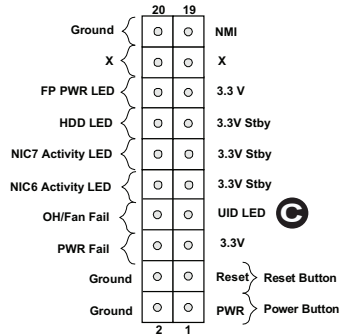 20 19
Ground NMI
X X
FP PWR LED 3.3 V
HDD LED 3.3V Stby
NIC7 Activity LED 3.3V Stby
NIC6 Activity LED 3.3V Stby
OH/Fan Fail UID LED C
PWR Fail 3.3V
Ground Reset Reset Button
Ground PWR Power Button
2 1